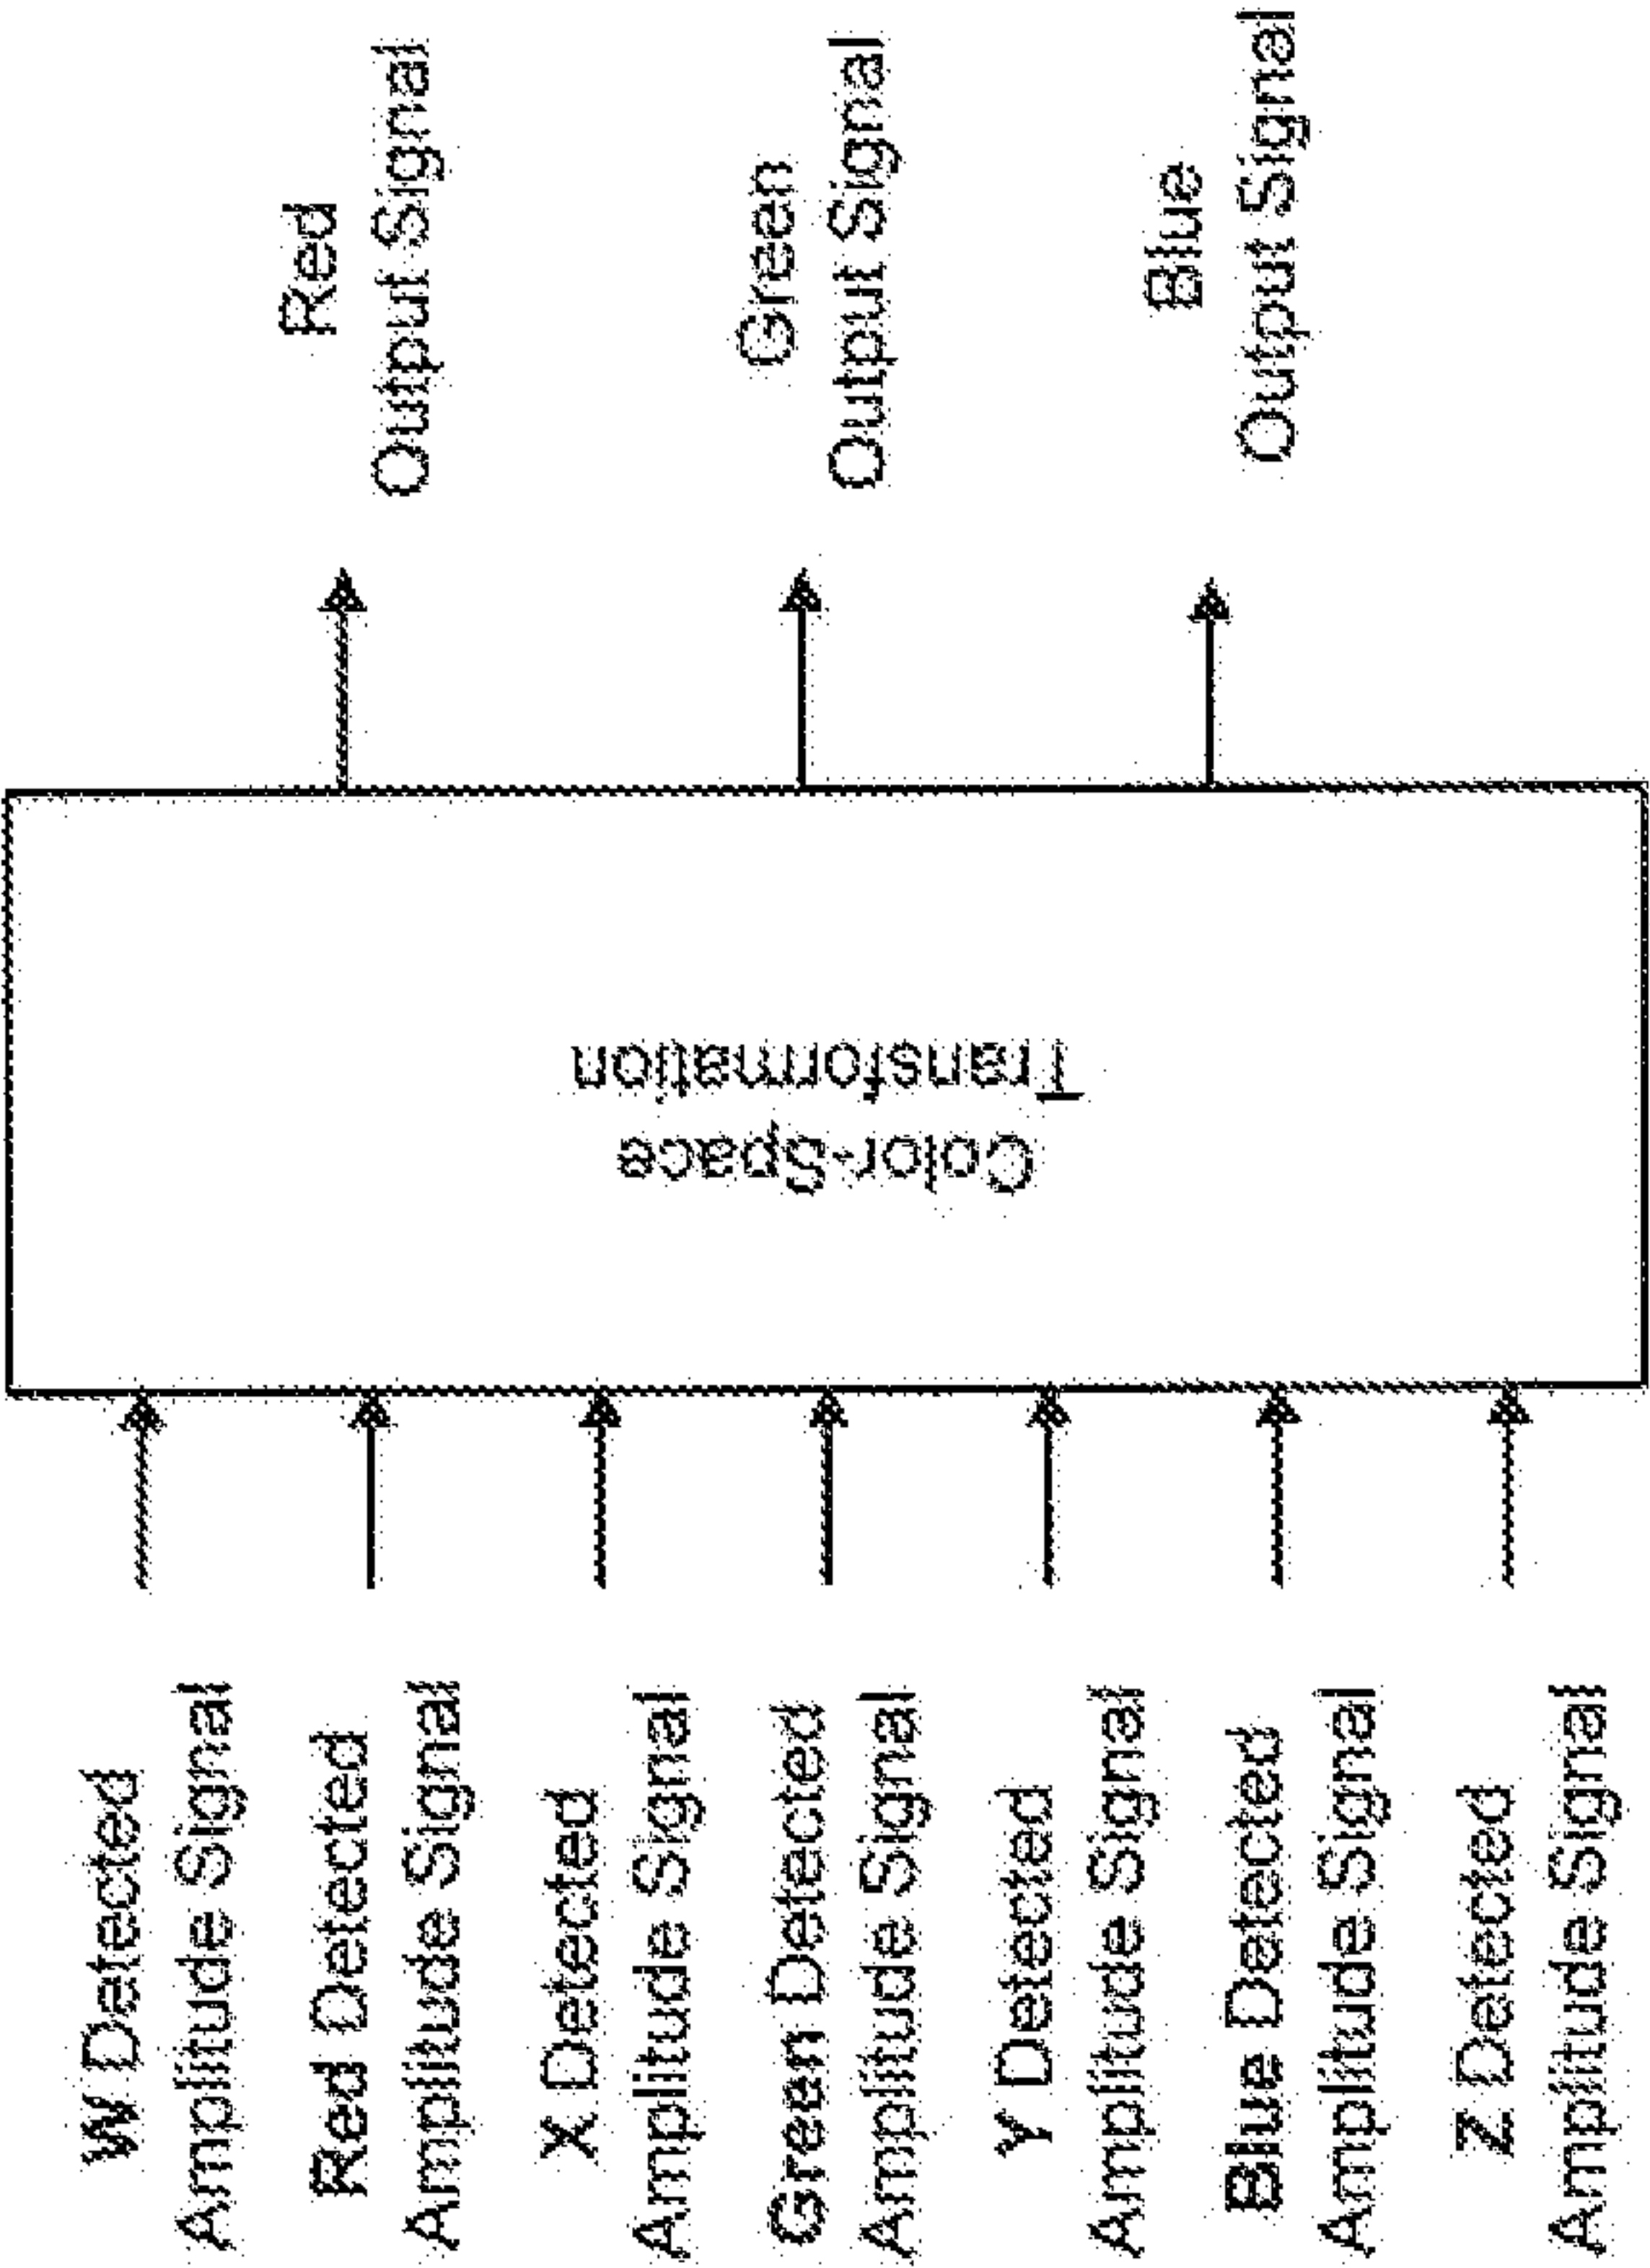 W Detected
Amplitude Signal
Red Detected
Amplitude Signal
X Detected
Amplitude Signal
Green Detected
Amplitude Signal
Y Detected
Amplitude Signal
Blue Detected
Amplitude Signal
Z Detected
Amplitude Signal
Color-Space
Transformation
Red
Output Signal
Green
Output Signal
Blue
Output Signal